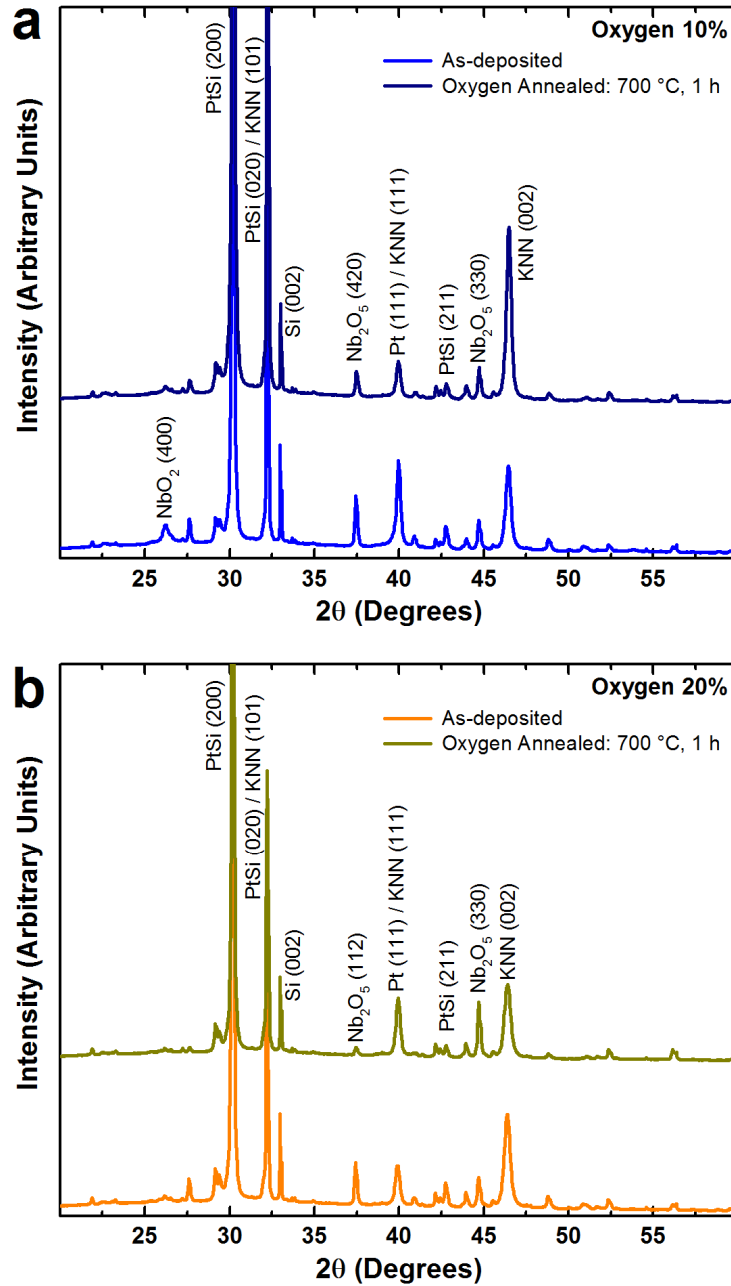 a
Oxygen 10%
As-deposited
Oxygen Annealed: 700 °C, 1 h
Intensity (Arbitrary Units)
NbO₂ (400)
PtSi (200)
PtSi (020) / KNN (101)
Si (002)
Nb₂O₅ (420)
Pt (111) / KNN (111)
PtSi (211)
Nb₂O₅ (330)
KNN (002)
25 30 35 40 45 50 55
2θ (Degrees)
b
Oxygen 20%
As-deposited
Oxygen Annealed: 700 °C, 1 h
Intensity (Arbitrary Units)
PtSi (200)
PtSi (020) / KNN (101)
Si (002)
Nb₂O₅ (112)
Pt (111) / KNN (111)
PtSi (211)
Nb₂O₅ (330)
KNN (002)
25 30 35 40 45 50 55
2θ (Degrees)